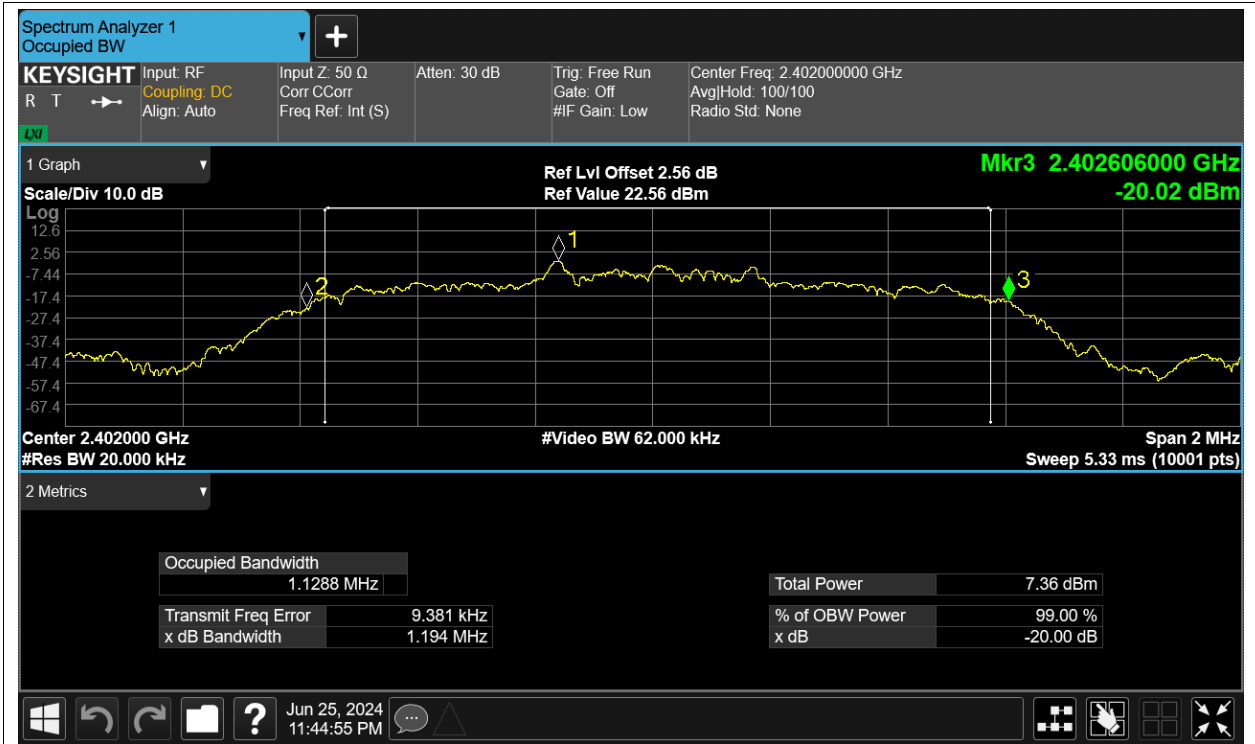 Spectrum Analyzer 1
Occupied BW
KEYSIGHT
R T
LXI
Input: RF
Coupling: DC
Align: Auto
Input Z: 50 Ω
Corr CCorr
Freq Ref: Int (S)
Atten: 30 dB
Trig: Free Run
Gate: Off
#IF Gain: Low
Center Freq: 2.402000000 GHz
Avg|Hold: 100/100
Radio Std: None
1 Graph
Scale/Div 10.0 dB
Ref Lvl Offset 2.56 dB
Ref Value 22.56 dBm
Mkr3 2.402606000 GHz
-20.02 dBm
Log
12.6
2.56
-7.44
-17.4
-27.4
-37.4
-47.4
-57.4
-67.4
1
2
3
Center 2.402000 GHz
#Video BW 62.000 kHz
Span 2 MHz
#Res BW 20.000 kHz
Sweep 5.33 ms (10001 pts)
2 Metrics
Occupied Bandwidth
1.1288 MHz
Transmit Freq Error 9.381 kHz
x dB Bandwidth 1.194 MHz
Total Power 7.36 dBm
% of OBW Power 99.00 %
x dB -20.00 dB
?
Jun 25, 2024
11:44:55 PM